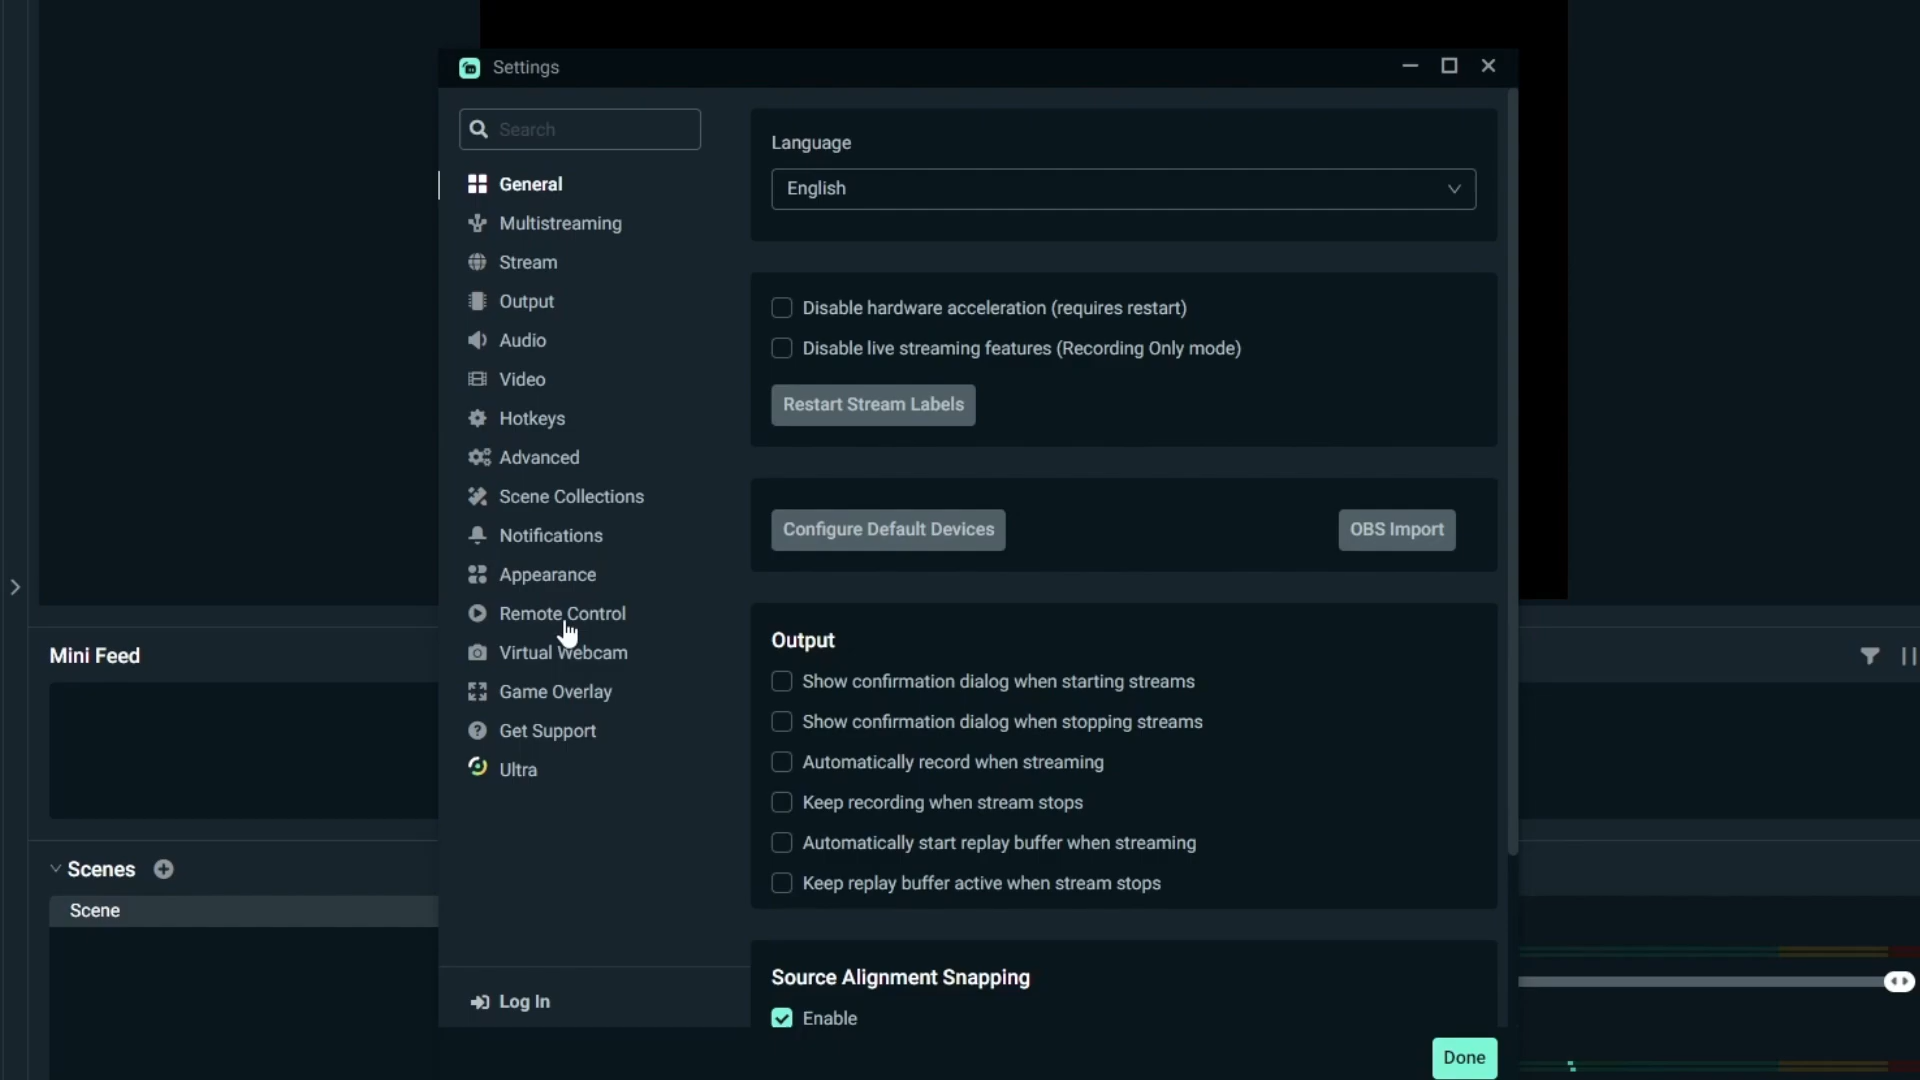 Settings
Search
General
Multistreaming
Stream
Output
Audio
Video
Hotkeys
Advanced
Scene Collections
Notifications
Appearance
Remote Control
Virtual Webcam
Game Overlay
Get Support
Ultra
Log In
Language
English
Disable hardware acceleration (requires restart)
Disable live streaming features (Recording Only mode)
Restart Stream Labels
Configure Default Devices
OBS Import
Output
Show confirmation dialog when starting streams
Show confirmation dialog when stopping streams
Automatically record when streaming
Keep recording when stream stops
Automatically start replay buffer when streaming
Keep replay buffer active when stream stops
Source Alignment Snapping
Enable
Done
Mini Feed
Scenes
Scene